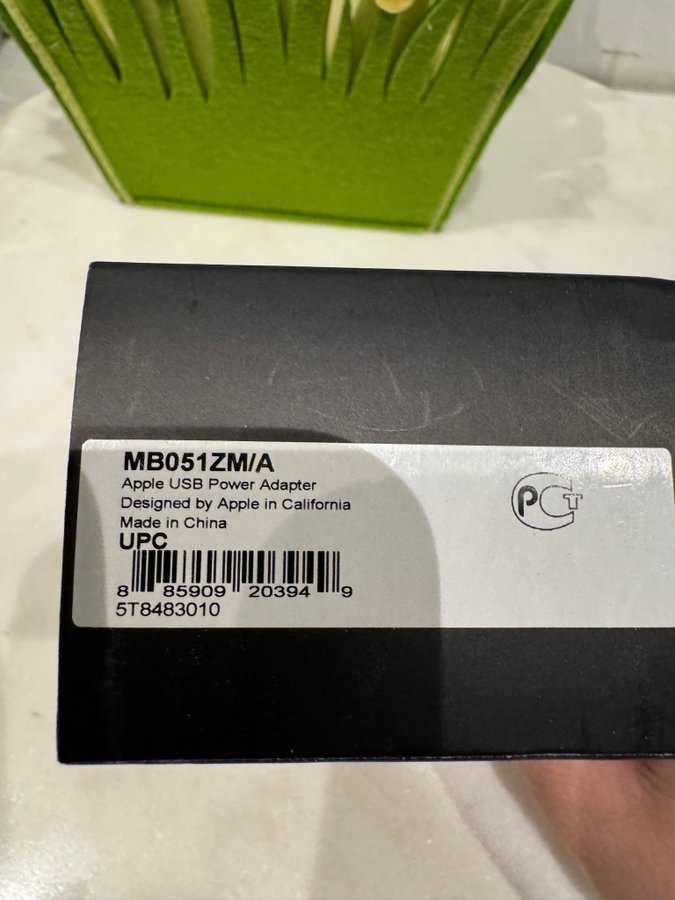 MB051ZM/A
Apple USB Power Adapter
Designed by Apple in California
Made in China
UPC
8 85909 20394 9
5T8483010
РСТ